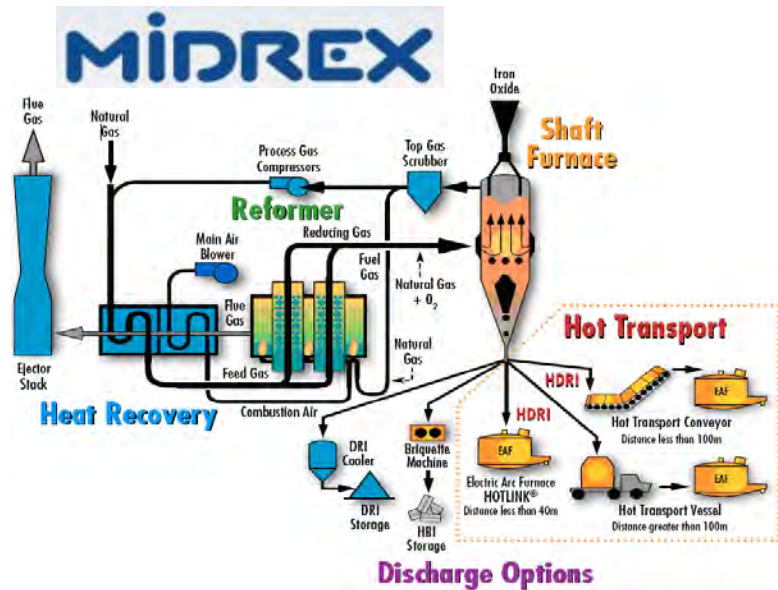 MIDREX
Iron
Oxide
Shaft
Furnace
Flue
Gas
Natural
Gas
Process Gas
Compressors
Top Gas
Scrubber
Reformer
Reducing Gas
Main Air
Blower
Fuel
Gas
Natural Gas
+ O₂
Flue
Gas
Natural
Gas
Ejector
Stack
Feed Gas
Heat Recovery
Combustion Air
Hot Transport
HDRI
EAF
Hot Transport Conveyor
Distance less than 100m
HDRI
DRI
Cooler
DRI
Storage
Briquette
Machine
HBI
Storage
EAF
Electric Arc Furnace
HOTLINK®
Distance less than 40m
EAF
Hot Transport Vessel
Distance greater than 100m
Discharge Options